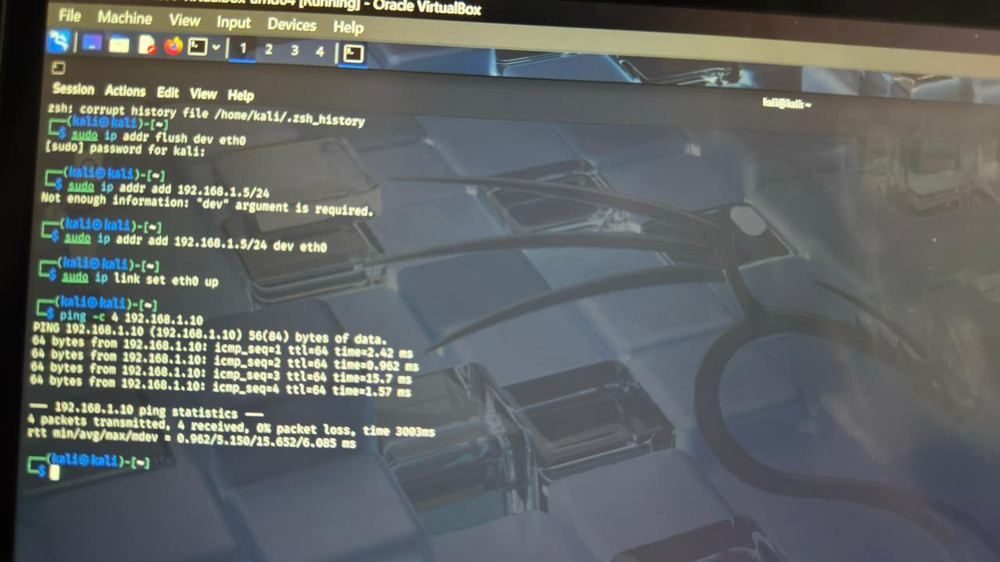 [Running] - Oracle VirtualBox
File Machine View Input Devices Help
1 2 3 4
Session Actions Edit View Help
kali@kali: ~
zsh: corrupt history file /home/kali/.zsh_history
┌──(kali㉿kali)-[~]
└─$ sudo ip addr flush dev eth0
[sudo] password for kali:
┌──(kali㉿kali)-[~]
└─$ sudo ip addr add 192.168.1.5/24
Not enough information: "dev" argument is required.
┌──(kali㉿kali)-[~]
└─$ sudo ip addr add 192.168.1.5/24 dev eth0
┌──(kali㉿kali)-[~]
└─$ sudo ip link set eth0 up
┌──(kali㉿kali)-[~]
└─$ ping -c 4 192.168.1.10
PING 192.168.1.10 (192.168.1.10) 56(84) bytes of data.
64 bytes from 192.168.1.10: icmp_seq=1 ttl=64 time=2.42 ms
64 bytes from 192.168.1.10: icmp_seq=2 ttl=64 time=0.962 ms
64 bytes from 192.168.1.10: icmp_seq=3 ttl=64 time=15.7 ms
64 bytes from 192.168.1.10: icmp_seq=4 ttl=64 time=1.57 ms
── 192.168.1.10 ping statistics ──
4 packets transmitted, 4 received, 0% packet loss, time 3003ms
rtt min/avg/max/mdev = 0.962/5.150/15.652/6.085 ms
┌──(kali㉿kali)-[~]
└─$